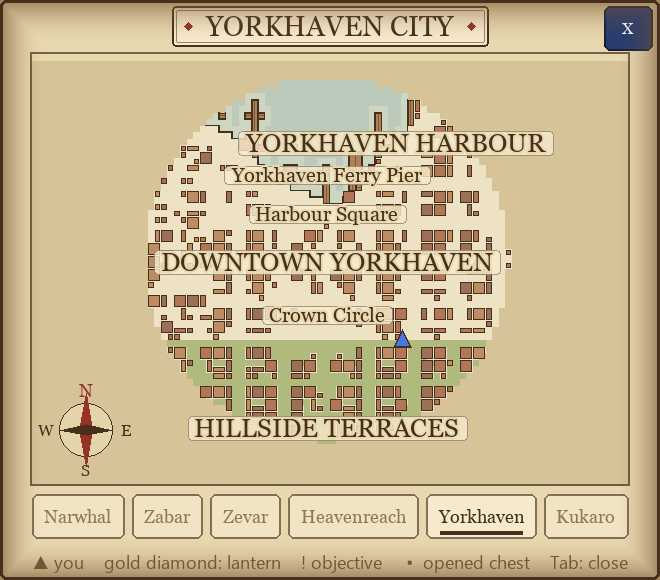 YORKHAVEN CITY
X
YORKHAVEN HARBOUR
Yorkhaven Ferry Pier
Harbour Square
DOWNTOWN YORKHAVEN
Crown Circle
HILLSIDE TERRACES
N
W E
S
Narwhal Zabar Zevar Heavenreach Yorkhaven Kukaro
▲ you gold diamond: lantern ! objective • opened chest Tab: close